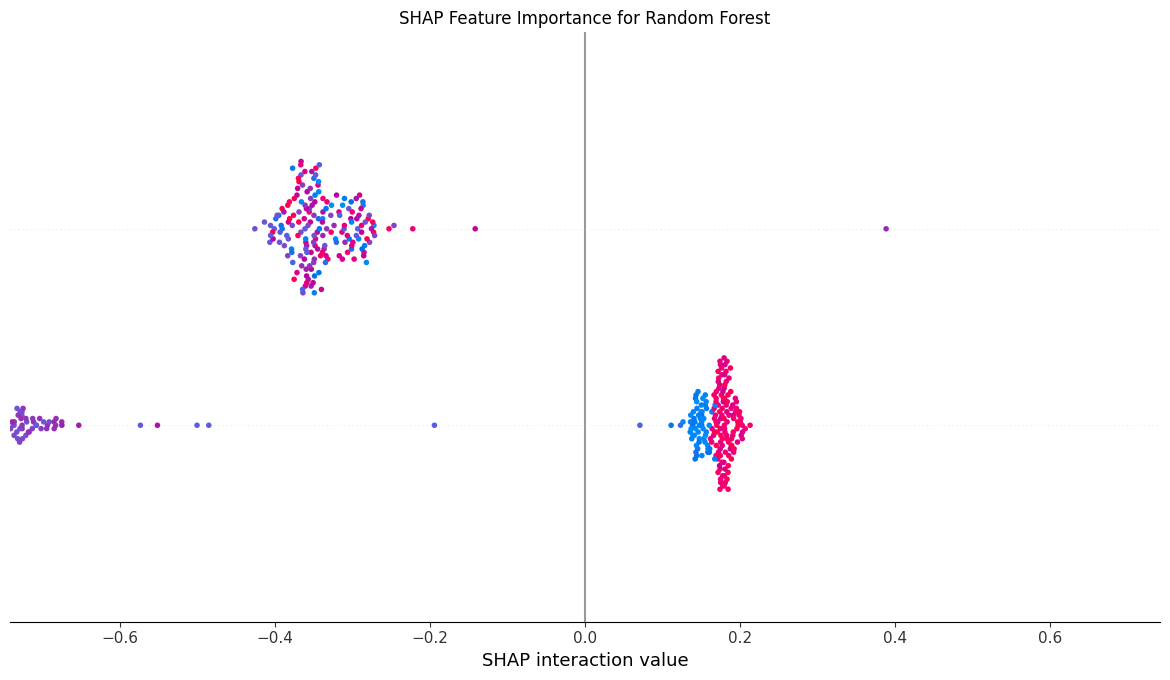 SHAP Feature Importance for Random Forest
−0.6 −0.4 −0.2 0.0 0.2 0.4 0.6
SHAP interaction value